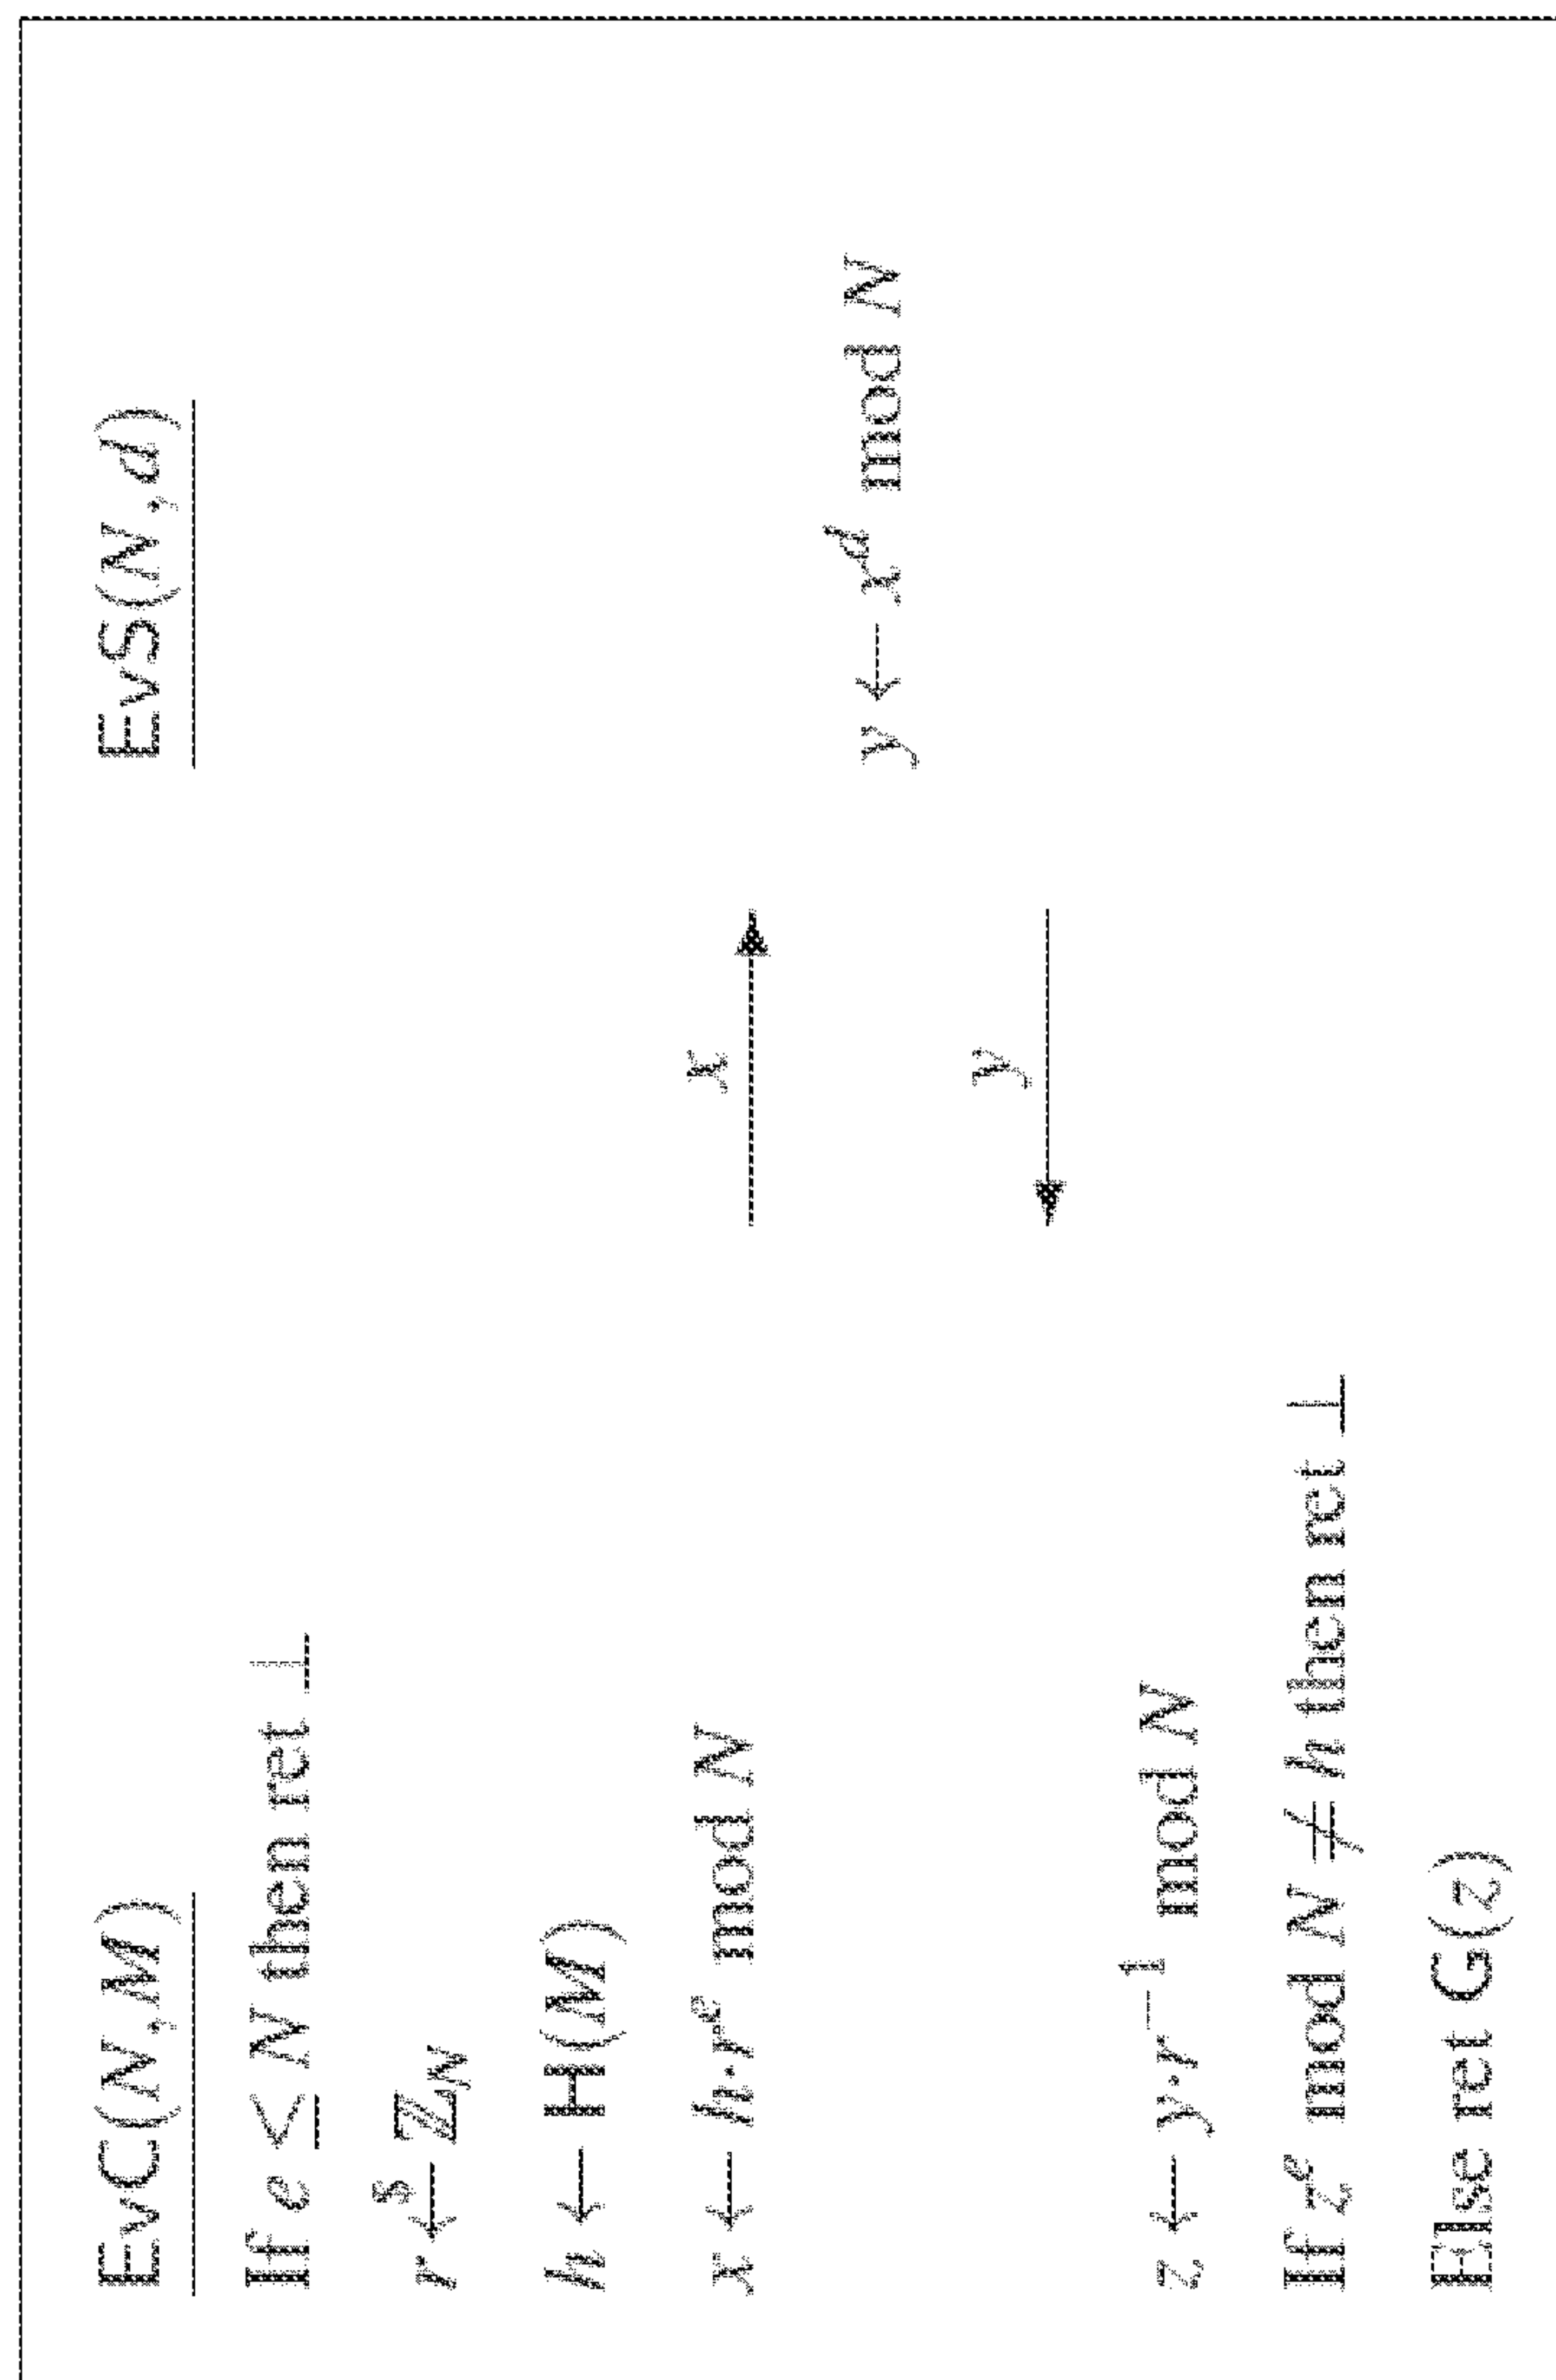 EvC(N,M)
EvS(N,d)
If e ≤ N then ret ⊥
r ←$ ℤ_N
h ← H(M)
x ← h·r^e mod N
x
y ← x^d mod N
y
z ← y·r^−1 mod N
If z^e mod N ≠ h then ret ⊥
Else ret G(z)